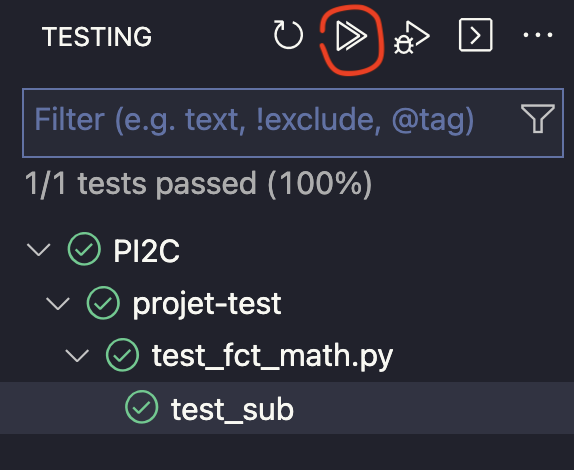 TESTING
Filter (e.g. text, !exclude, @tag)
1/1 tests passed (100%)
PI2C
projet-test
test_fct_math.py
test_sub